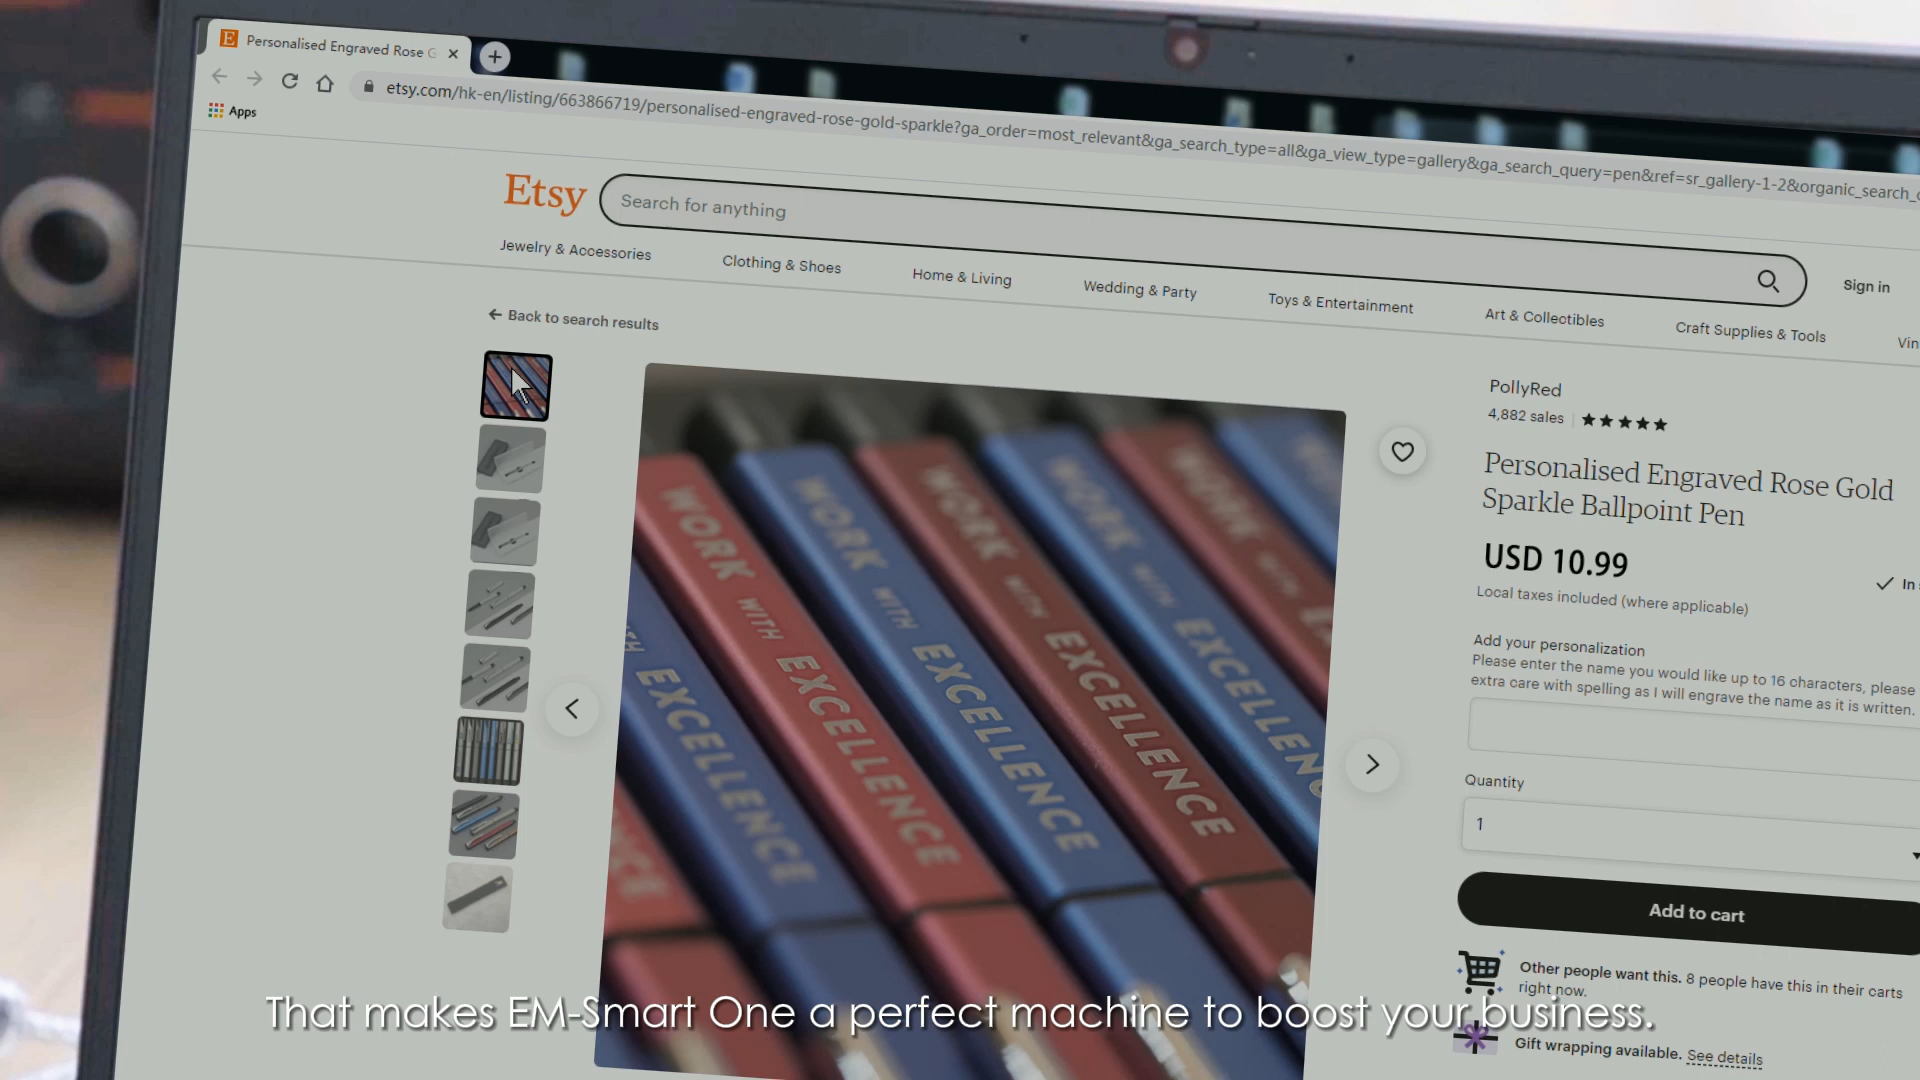 Personalised Engraved Rose G
etsy.com/hk-en/listing/663866719/personalised-engraved-rose-gold-sparkle?ga_order=most_relevant&ga_search_type=all&ga_view_type=gallery&ga_search_query=pen&ref=sr_gallery-1-2&organic_search_c
Apps
Etsy
Search for anything
Sign in
Jewelry & Accessories
Clothing & Shoes
Home & Living
Wedding & Party
Toys & Entertainment
Art & Collectibles
Craft Supplies & Tools
Vin
Back to search results
WORK WITH EXCELLENCE
WORK WITH EXCELLENCE
WORK WITH EXCELLENCE
WORK WITH EXCELLENC
WORK WITH
EXCELLENCE
PollyRed
4,882 sales
Personalised Engraved Rose Gold
Sparkle Ballpoint Pen
USD 10.99
In
Local taxes included (where applicable)
Add your personalization
Please enter the name you would like up to 16 characters, please
extra care with spelling as I will engrave the name as it is written.
Quantity
1
Add to cart
Other people want this. 8 people have this in their carts
right now.
Gift wrapping available. See details
That makes EM-Smart One a perfect machine to boost your business.